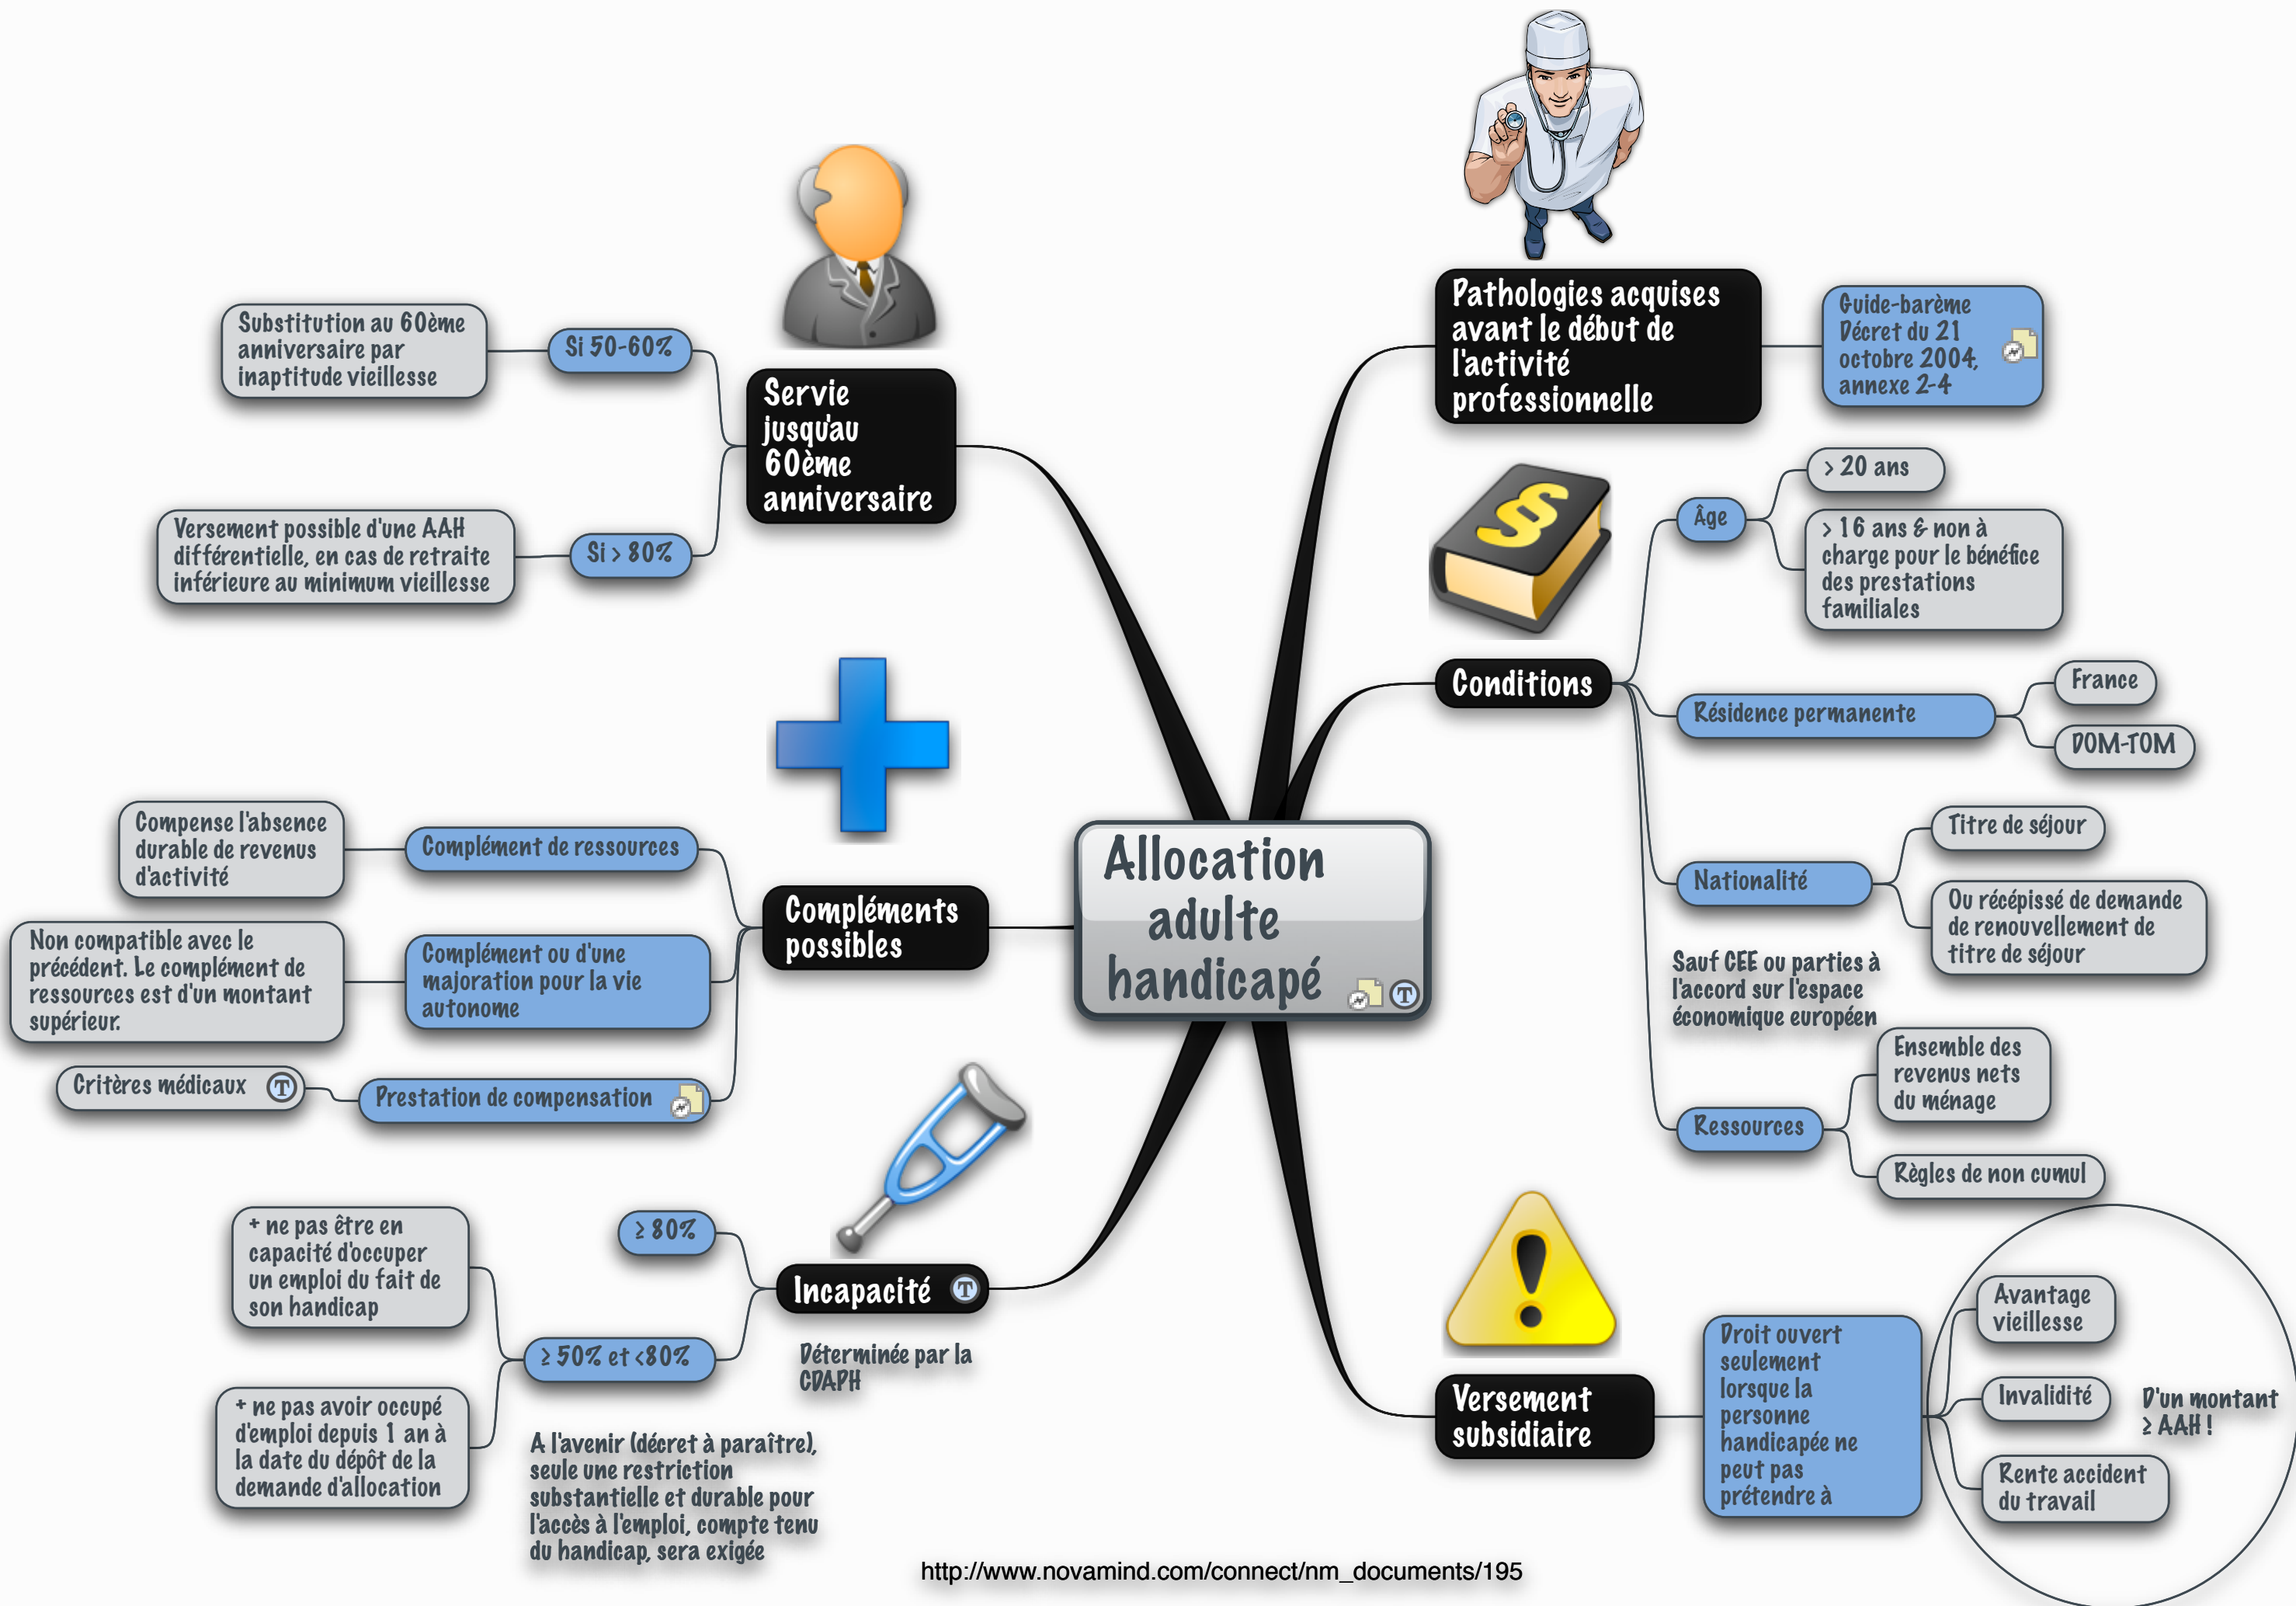 Allocation
adulte
handicapé
T
Pathologies acquises
avant le début de
l'activité
professionnelle
Guide-barème
Décret du 21
octobre 2004,
annexe 2-4
Conditions
Âge
> 20 ans
> 16 ans & non à
charge pour le bénéfice
des prestations
familiales
Résidence permanente
France
DOM-TOM
Nationalité
Titre de séjour
Ou récépissé de demande
de renouvellement de
titre de séjour
Sauf CEE ou parties à
l'accord sur l'espace
économique européen
Ressources
Ensemble des
revenus nets
du ménage
Règles de non cumul
Versement
subsidiaire
Droit ouvert
seulement
lorsque la
personne
handicapée ne
peut pas
prétendre à
Avantage
vieillesse
Invalidité
Rente accident
du travail
D'un montant
≥ AAH !
Servie
jusqu'au
60ème
anniversaire
Si 50-60%
Substitution au 60ème
anniversaire par
inaptitude vieillesse
Si > 80%
Versement possible d'une AAH
différentielle, en cas de retraite
inférieure au minimum vieillesse
Compléments
possibles
Complément de ressources
Compense l'absence
durable de revenus
d'activité
Complément ou d'une
majoration pour la vie
autonome
Non compatible avec le
précédent. Le complément de
ressources est d'un montant
supérieur.
Prestation de compensation
Critères médicaux T
Incapacité T
Déterminée par la
CDAPH
≥ 80%
≥ 50% et <80%
+ ne pas être en
capacité d'occuper
un emploi du fait de
son handicap
+ ne pas avoir occupé
d'emploi depuis 1 an à
la date du dépôt de la
demande d'allocation
A l'avenir (décret à paraître),
seule une restriction
substantielle et durable pour
l'accès à l'emploi, compte tenu
du handicap, sera exigée
http://www.novamind.com/connect/nm_documents/195